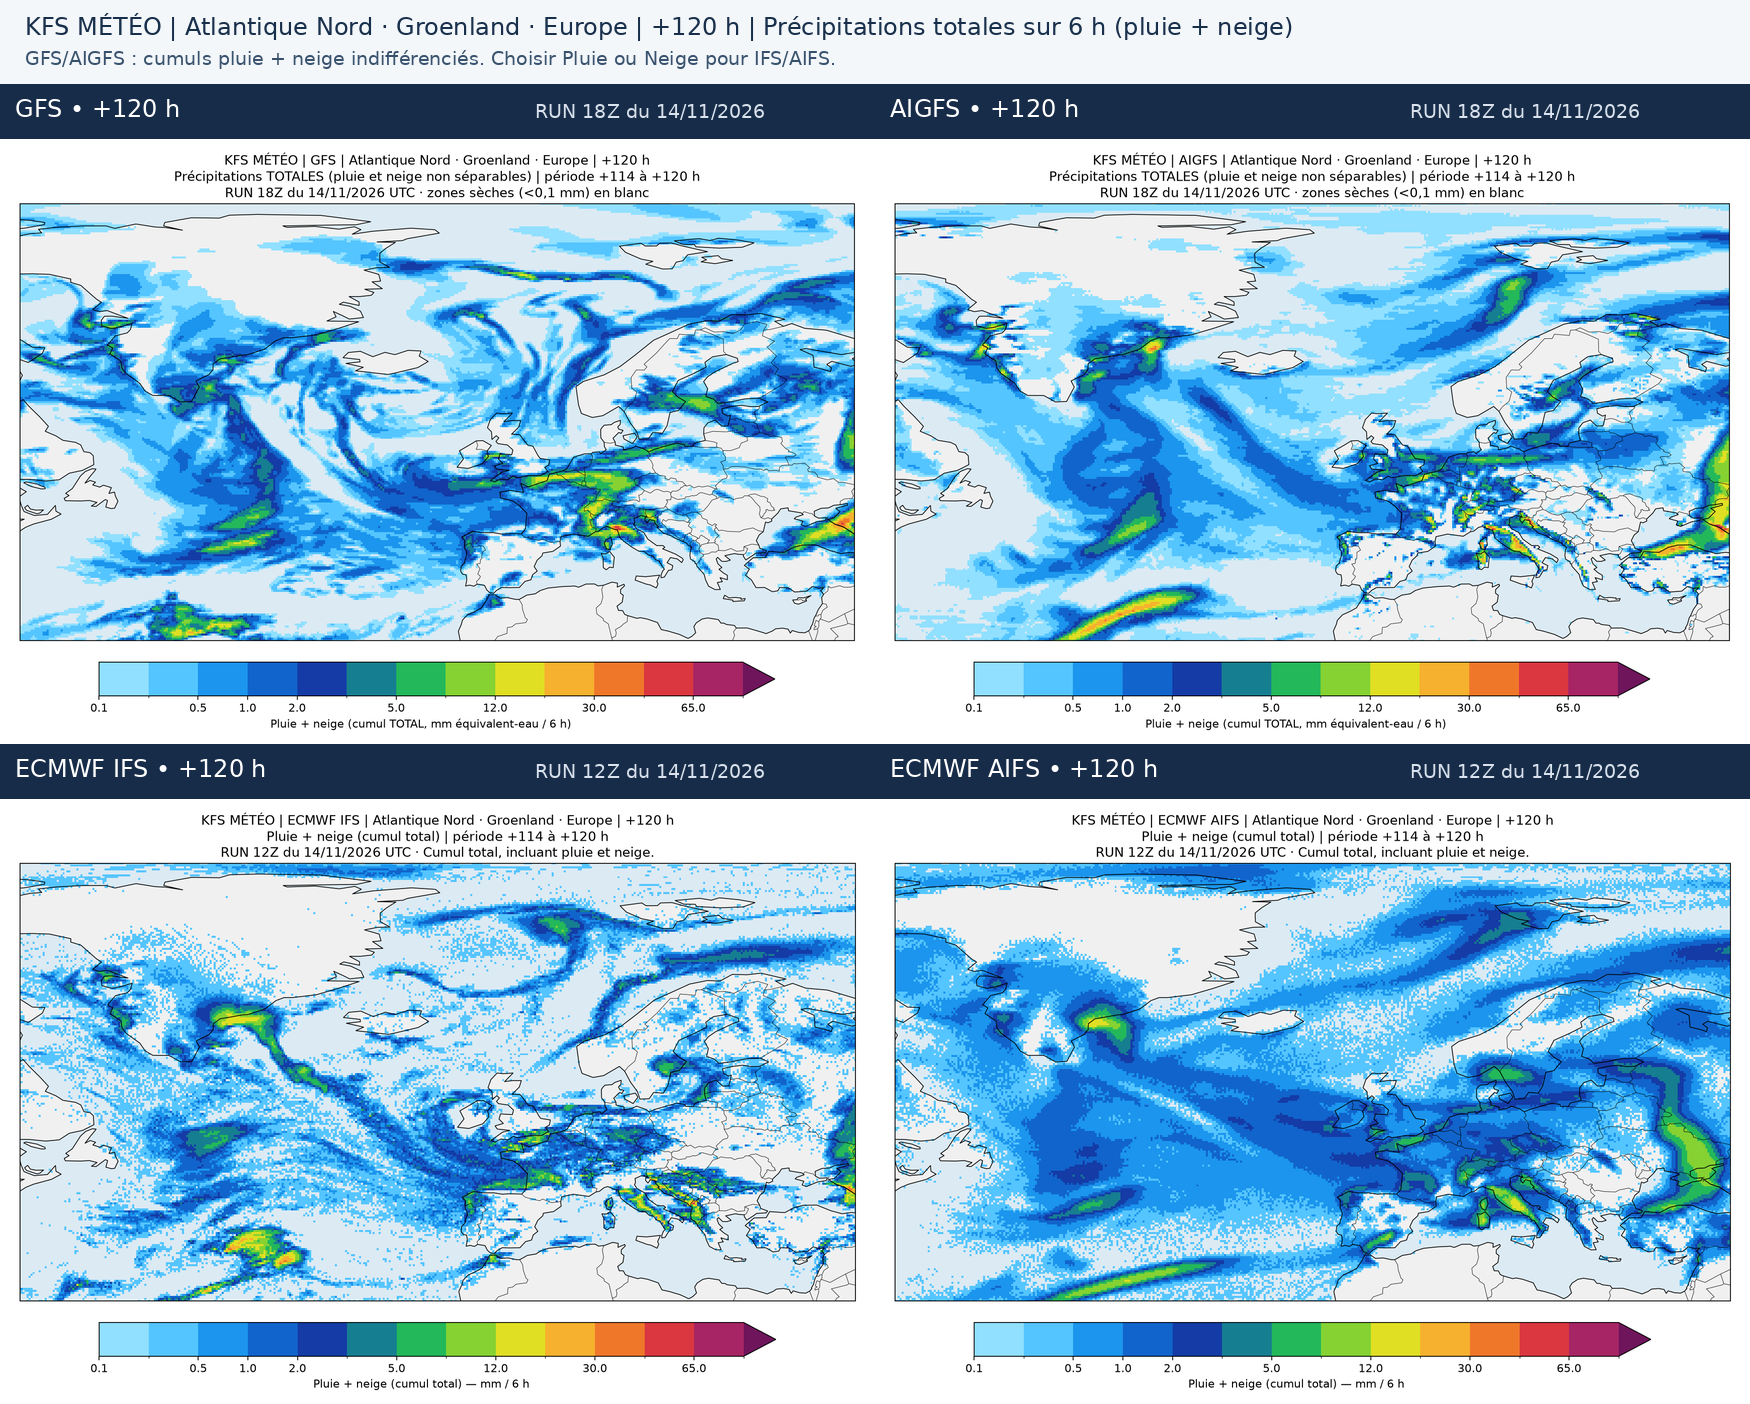 KFS MÉTÉO | Atlantique Nord · Groenland · Europe | +120 h | Précipitations totales sur 6 h (pluie + neige)
GFS/AIGFS : cumuls pluie + neige indifférenciés. Choisir Pluie ou Neige pour IFS/AIFS.
GFS • +120 h RUN 18Z du 14/11/2026
AIGFS • +120 h RUN 18Z du 14/11/2026
KFS MÉTÉO | GFS | Atlantique Nord · Groenland · Europe | +120 h
Précipitations TOTALES (pluie et neige non séparables) | période +114 à +120 h
RUN 18Z du 14/11/2026 UTC · zones sèches (<0,1 mm) en blanc
KFS MÉTÉO | AIGFS | Atlantique Nord · Groenland · Europe | +120 h
Précipitations TOTALES (pluie et neige non séparables) | période +114 à +120 h
RUN 18Z du 14/11/2026 UTC · zones sèches (<0,1 mm) en blanc
0.1 0.5 1.0 2.0 5.0 12.0 30.0 65.0
Pluie + neige (cumul TOTAL, mm équivalent-eau / 6 h)
0.1 0.5 1.0 2.0 5.0 12.0 30.0 65.0
Pluie + neige (cumul TOTAL, mm équivalent-eau / 6 h)
ECMWF IFS • +120 h RUN 12Z du 14/11/2026
ECMWF AIFS • +120 h RUN 12Z du 14/11/2026
KFS MÉTÉO | ECMWF IFS | Atlantique Nord · Groenland · Europe | +120 h
Pluie + neige (cumul total) | période +114 à +120 h
RUN 12Z du 14/11/2026 UTC · Cumul total, incluant pluie et neige.
KFS MÉTÉO | ECMWF AIFS | Atlantique Nord · Groenland · Europe | +120 h
Pluie + neige (cumul total) | période +114 à +120 h
RUN 12Z du 14/11/2026 UTC · Cumul total, incluant pluie et neige.
0.1 0.5 1.0 2.0 5.0 12.0 30.0 65.0
Pluie + neige (cumul total) — mm / 6 h
0.1 0.5 1.0 2.0 5.0 12.0 30.0 65.0
Pluie + neige (cumul total) — mm / 6 h